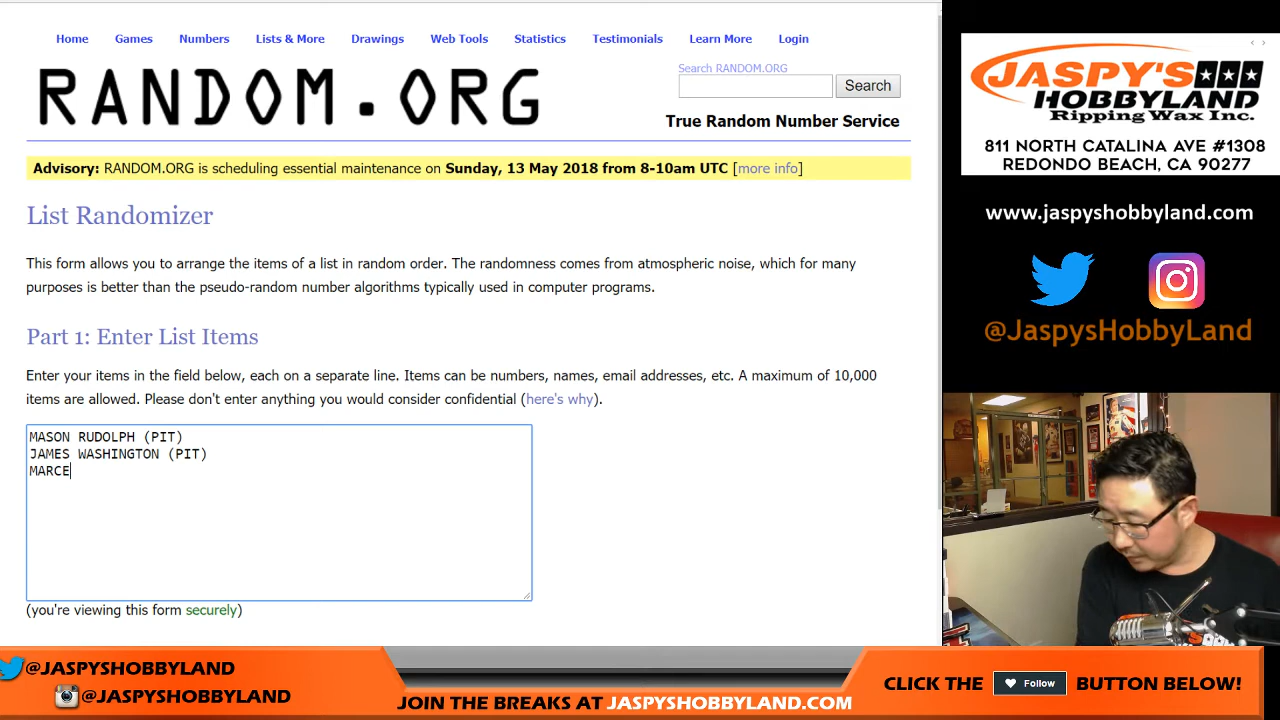 Home Games Numbers Lists & More Drawings Web Tools Statistics Testimonials Learn More Login
RANDOM.ORG
Search RANDOM.ORG
Search
True Random Number Service
Advisory: RANDOM.ORG is scheduling essential maintenance on Sunday, 13 May 2018 from 8-10am UTC [more info]
List Randomizer
This form allows you to arrange the items of a list in random order. The randomness comes from atmospheric noise, which for many
purposes is better than the pseudo-random number algorithms typically used in computer programs.
Part 1: Enter List Items
Enter your items in the field below, each on a separate line. Items can be numbers, names, email addresses, etc. A maximum of 10,000
items are allowed. Please don't enter anything you would consider confidential (here's why).
MASON RUDOLPH (PIT)
JAMES WASHINGTON (PIT)
MARCE
(you're viewing this form securely)
JASPY'S
HOBBYLAND
Ripping Wax Inc.
811 NORTH CATALINA AVE #1308
REDONDO BEACH, CA 90277
www.jaspyshobbyland.com
@JaspysHobbyLand
@JASPYSHOBBYLAND
@JASPYSHOBBYLAND
JOIN THE BREAKS AT JASPYSHOBBYLAND.COM
CLICK THE Follow BUTTON BELOW!